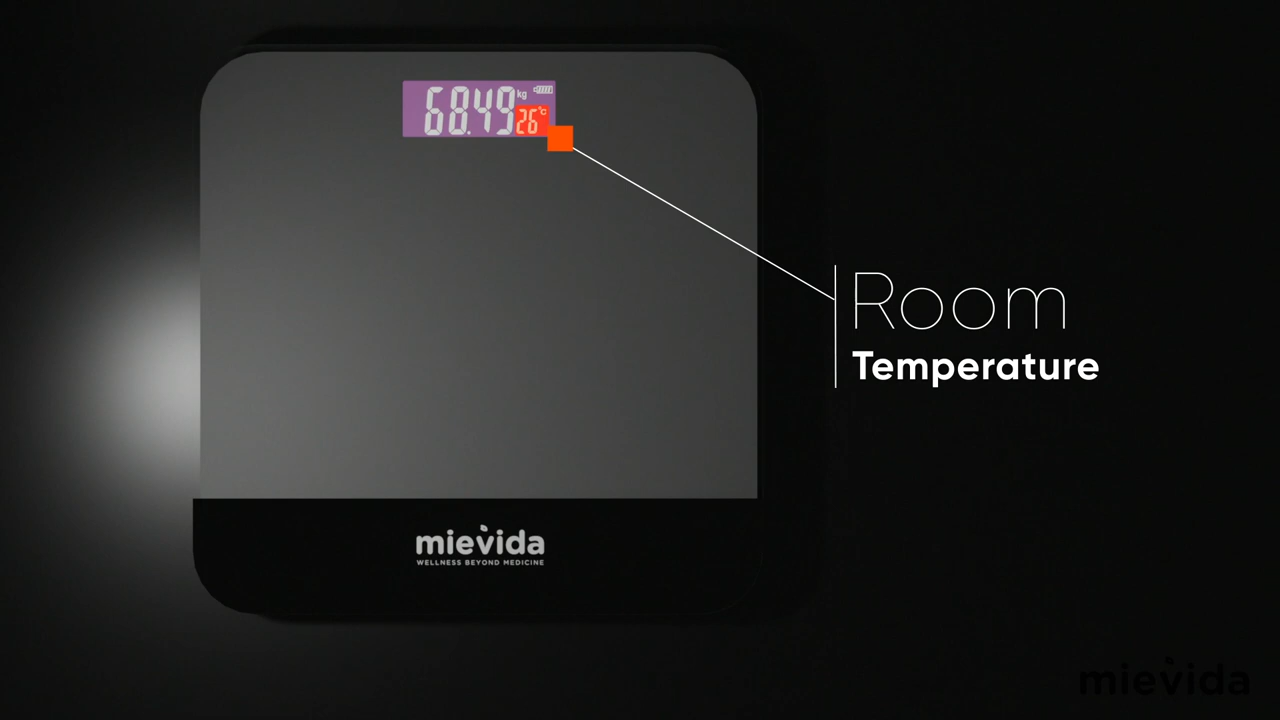 68.49 kg
26°C
Room
Temperature
mievida
WELLNESS BEYOND MEDICINE
mievida